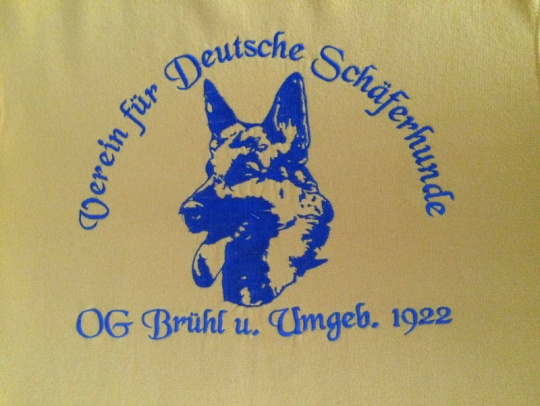 Verein für Deutsche Schäferhunde
OG Brühl u. Umgeb. 1922